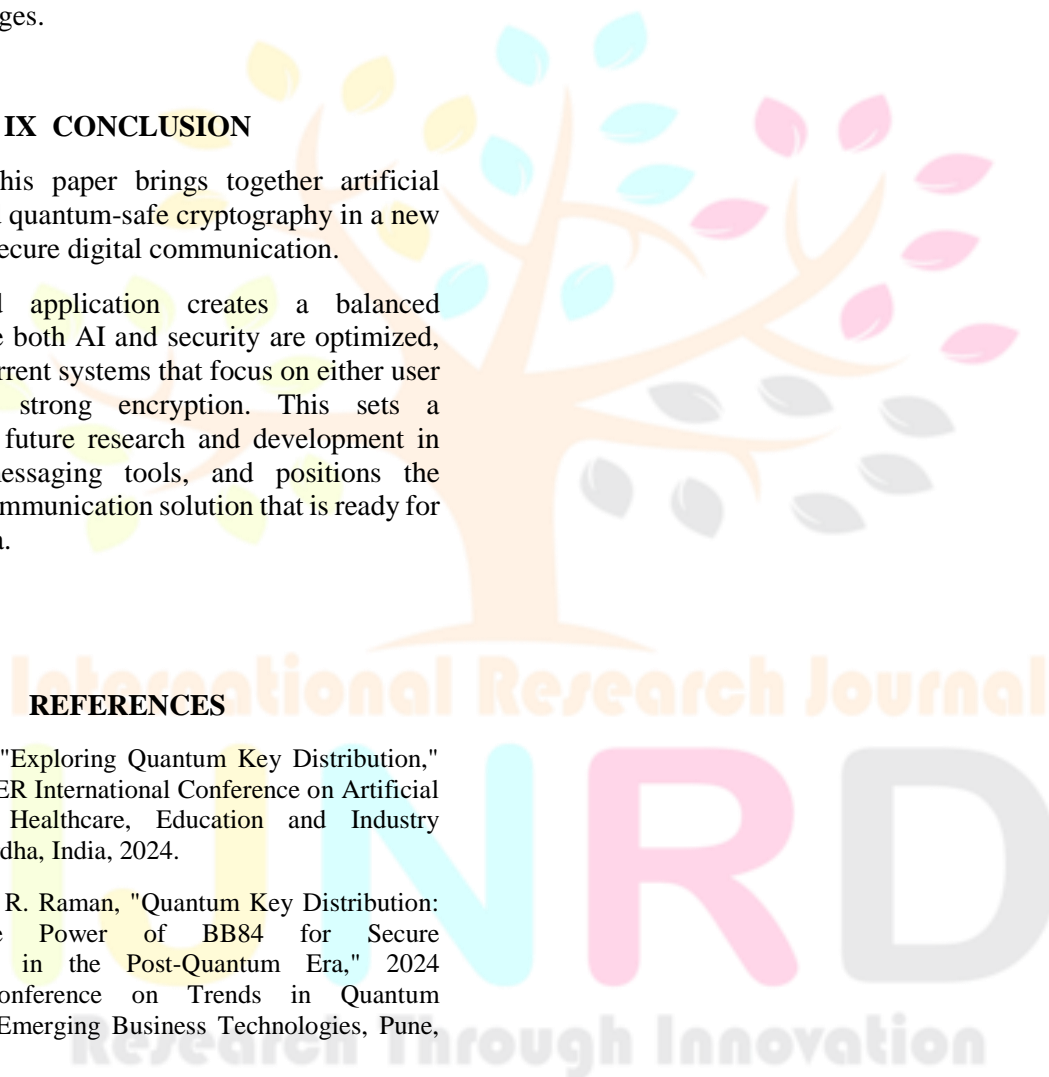 ges.
IX CONCLUSION
his paper brings together artificial
quantum-safe cryptography in a new
ecure digital communication.
application creates a balanced
e both AI and security are optimized,
rrent systems that focus on either user
strong encryption. This sets a
future research and development in
essaging tools, and positions the
mmunication solution that is ready for
a.
International Research Journal
REFERENCES
"Exploring Quantum Key Distribution,"
ER International Conference on Artificial
Healthcare, Education and Industry
dha, India, 2024.
IJNRD
R. Raman, "Quantum Key Distribution:
e Power of BB84 for Secure
in the Post-Quantum Era," 2024
onference on Trends in Quantum
Emerging Business Technologies, Pune,
Research Through Innovation